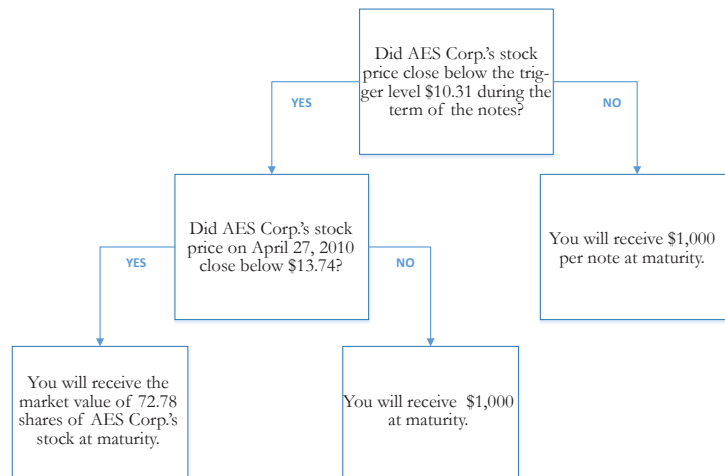 Did AES Corp.'s stock
price close below the trig-
ger level $10.31 during the
term of the notes?
YES
NO
Did AES Corp.'s stock
price on April 27, 2010
close below $13.74?
You will receive $1,000
per note at maturity.
YES
NO
You will receive the
market value of 72.78
shares of AES Corp.'s
stock at maturity.
You will receive $1,000
at maturity.